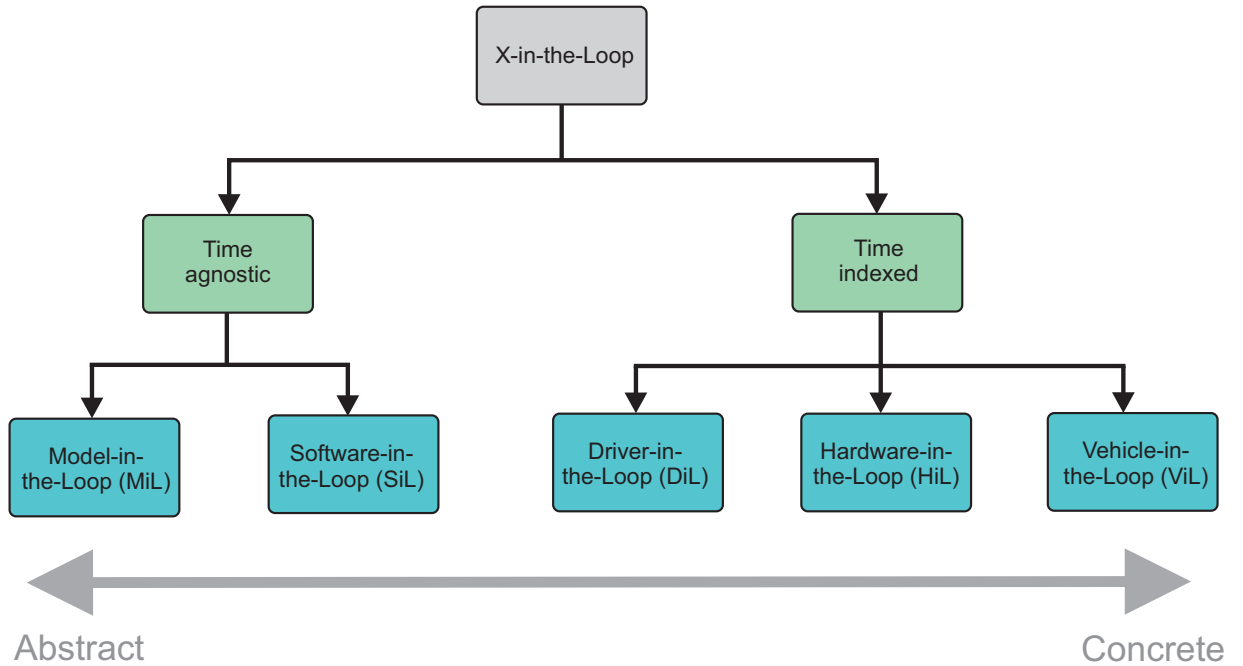 X-in-the-Loop
Time
agnostic
Time
indexed
Model-in-
the-Loop (MiL)
Software-in-
the-Loop (SiL)
Driver-in-
the-Loop (DiL)
Hardware-in-
the-Loop (HiL)
Vehicle-in-
the-Loop (ViL)
Abstract
Concrete